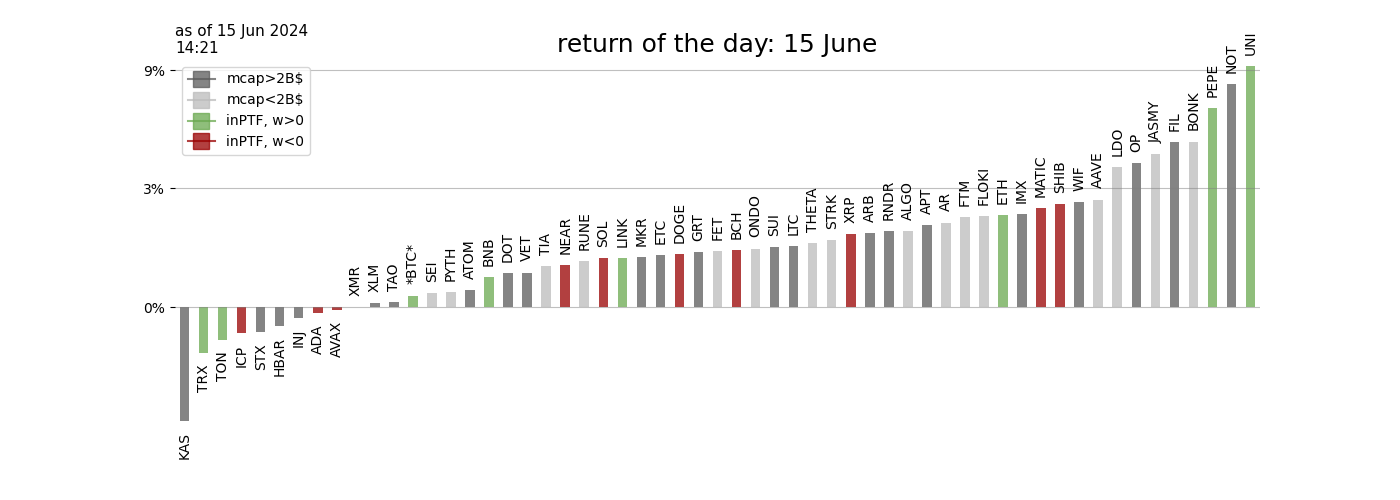 as of 15 Jun 2024
14:21
return of the day: 15 June
9%
3%
0%
mcap>2B$
mcap<2B$
inPTF, w>0
inPTF, w<0
KAS
TRX
TON
ICP
STX
HBAR
INJ
ADA
AVAX
XMR
XLM
TAO
*BTC*
SEI
PYTH
ATOM
BNB
DOT
VET
TIA
NEAR
RUNE
SOL
LINK
MKR
ETC
DOGE
GRT
FET
BCH
ONDO
SUI
LTC
THETA
STRK
XRP
ARB
RNDR
ALGO
APT
AR
FTM
FLOKI
ETH
IMX
MATIC
SHIB
WIF
AAVE
LDO
OP
JASMY
FIL
BONK
PEPE
NOT
UNI